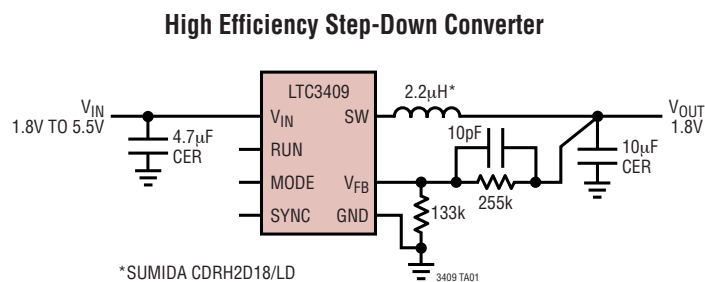 High Efficiency Step-Down Converter
VIN
1.8V TO 5.5V
4.7µF
CER
LTC3409
VIN
SW
RUN
MODE
VFB
SYNC
GND
2.2µH*
10pF
255k
133k
VOUT
1.8V
10µF
CER
*SUMIDA CDRH2D18/LD
3409 TA01